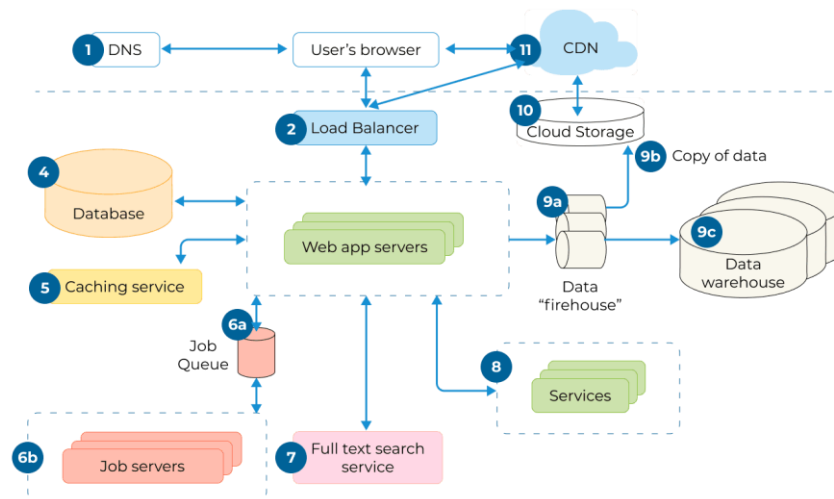 1
DNS
User's browser
11
CDN
2
Load Balancer
10
Cloud Storage
9b
Copy of data
4
Database
Web app servers
9a
Data
"firehouse"
9c
Data
warehouse
5
Caching service
6a
Job
Queue
8
Services
6b
Job servers
7
Full text search
service